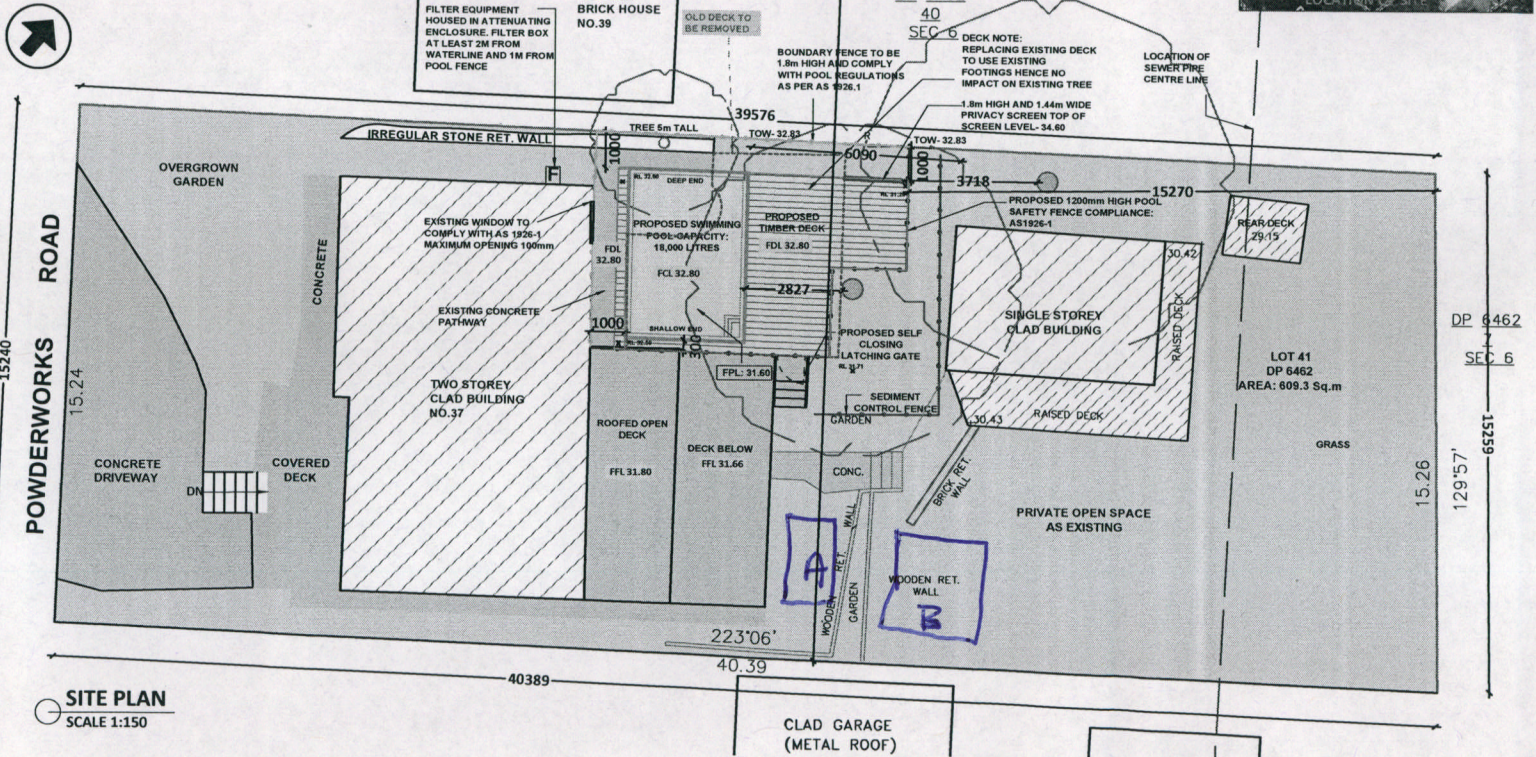 FILTER EQUIPMENT
HOUSED IN ATTENUATING
ENCLOSURE. FILTER BOX
AT LEAST 2M FROM
WATERLINE AND 1M FROM
POOL FENCE
BRICK HOUSE
NO.39
OLD DECK TO
BE REMOVED
40
SEC 6
BOUNDARY FENCE TO BE
1.8m HIGH AND COMPLY
WITH POOL REGULATIONS
AS PER AS 1926.1
DECK NOTE:
REPLACING EXISTING DECK
TO USE EXISTING
FOOTINGS HENCE NO
IMPACT ON EXISTING TREE
1.8m HIGH AND 1.44m WIDE
PRIVACY SCREEN TOP OF
SCREEN LEVEL- 34.60
LOCATION OF
SEWER PIPE
CENTRE LINE
LOCATION OF SITE
39576
IRREGULAR STONE RET. WALL
TREE 5m TALL
TOW- 32.83
R
TOW- 32.83
1000
6090
1000
3718
15270
OVERGROWN
GARDEN
F
DEEP END
EXISTING WINDOW TO
COMPLY WITH AS 1926-1
MAXIMUM OPENING 100mm
FDL
32.80
PROPOSED SWIMMING
POOL-CAPACITY:
18,000 LITRES
FCL 32.80
PROPOSED
TIMBER DECK
FDL 32.80
PROPOSED 1200mm HIGH POOL
SAFETY FENCE COMPLIANCE:
AS1926-1
REAR DECK
29.15
30.42
CONCRETE
POWDERWORKS ROAD
15240
15.24
EXISTING CONCRETE
PATHWAY
1000
SHALLOW END
300
2827
FPL: 31.60
PROPOSED SELF
CLOSING
LATCHING GATE
RL 31.71
SINGLE STOREY
CLAD BUILDING
RAISED DECK
LOT 41
DP 6462
AREA: 609.3 Sq.m
DP 6462
SEC 6
TWO STOREY
CLAD BUILDING
NO.37
ROOFED OPEN
DECK
FFL 31.80
DECK BELOW
FFL 31.66
SEDIMENT
CONTROL FENCE
GARDEN
30.43
RAISED DECK
GRASS
15259
CONCRETE
DRIVEWAY
DN
COVERED
DECK
CONC.
BRICK RET.
WALL
PRIVATE OPEN SPACE
AS EXISTING
15.26
129°57'
A
WOODEN RET. WALL
GARDEN
WOODEN RET.
WALL
B
223°06'
40.39
40389
SITE PLAN
SCALE 1:150
CLAD GARAGE
(METAL ROOF)